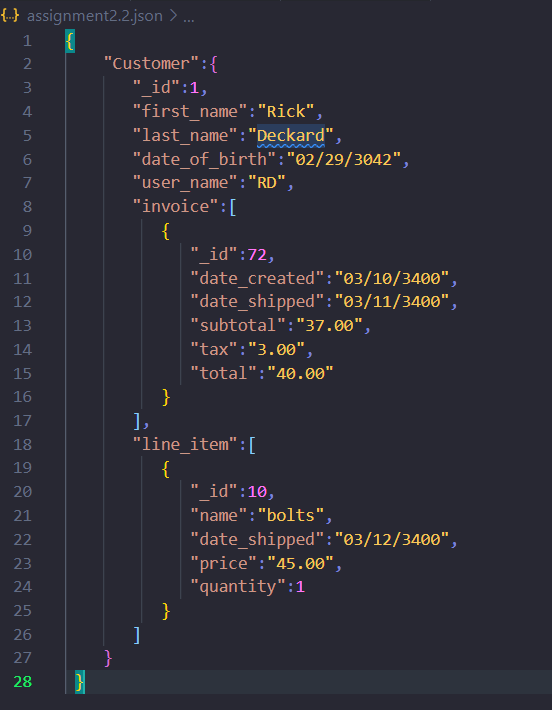 {..} assignment2.2.json > ...
1 {
2 "Customer":{
3 "_id":1,
4 "first_name":"Rick",
5 "last_name":"Deckard",
6 "date_of_birth":"02/29/3042",
7 "user_name":"RD",
8 "invoice":[
9 {
10 "_id":72,
11 "date_created":"03/10/3400",
12 "date_shipped":"03/11/3400",
13 "subtotal":"37.00",
14 "tax":"3.00",
15 "total":"40.00"
16 }
17 ],
18 "line_item":[
19 {
20 "_id":10,
21 "name":"bolts",
22 "date_shipped":"03/12/3400",
23 "price":"45.00",
24 "quantity":1
25 }
26 ]
27 }
28 }